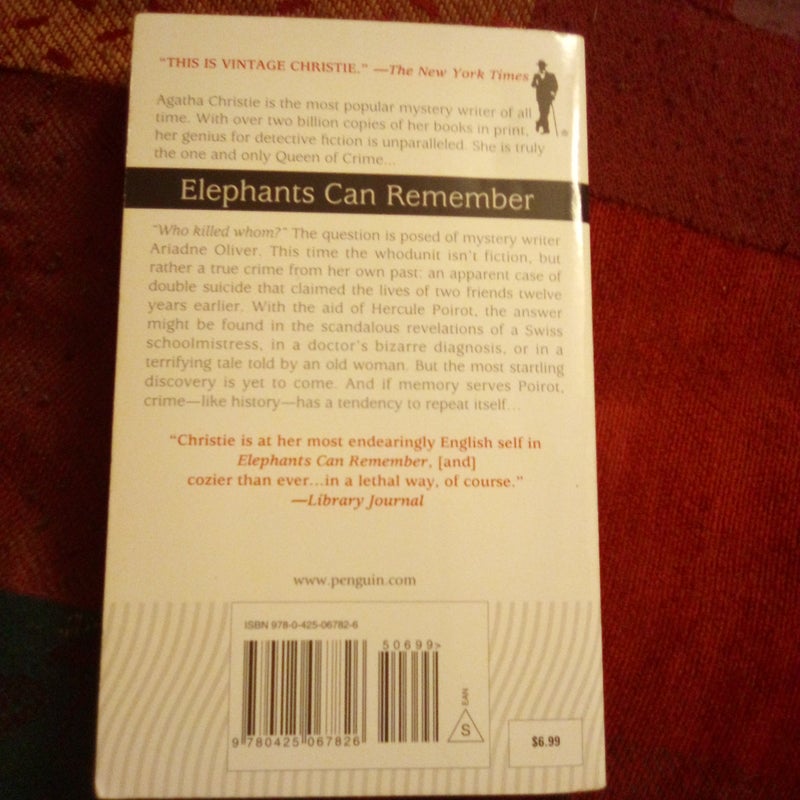 "THIS IS VINTAGE CHRISTIE." —The New York Times
Agatha Christie is the most popular mystery writer of all
time. With over two billion copies of her books in print,
her genius for detective fiction is unparalleled. She is truly
the one and only Queen of Crime...
Elephants Can Remember
"Who killed whom?" The question is posed of mystery writer
Ariadne Oliver. This time the whodunit isn't fiction, but
rather a true crime from her own past: an apparent case of
double suicide that claimed the lives of two friends twelve
years earlier. With the aid of Hercule Poirot, the answer
might be found in the scandalous revelations of a Swiss
schoolmistress, in a doctor's bizarre diagnosis, or in a
terrifying tale told by an old woman. But the most startling
discovery is yet to come. And if memory serves Poirot,
crime—like history—has a tendency to repeat itself...
"Christie is at her most endearingly English self in
Elephants Can Remember, [and]
cozier than ever...in a lethal way, of course."
—Library Journal
www.penguin.com
ISBN 978-0-425-06782-6
50699>
9 780425 067826
EAN
S
$6.99